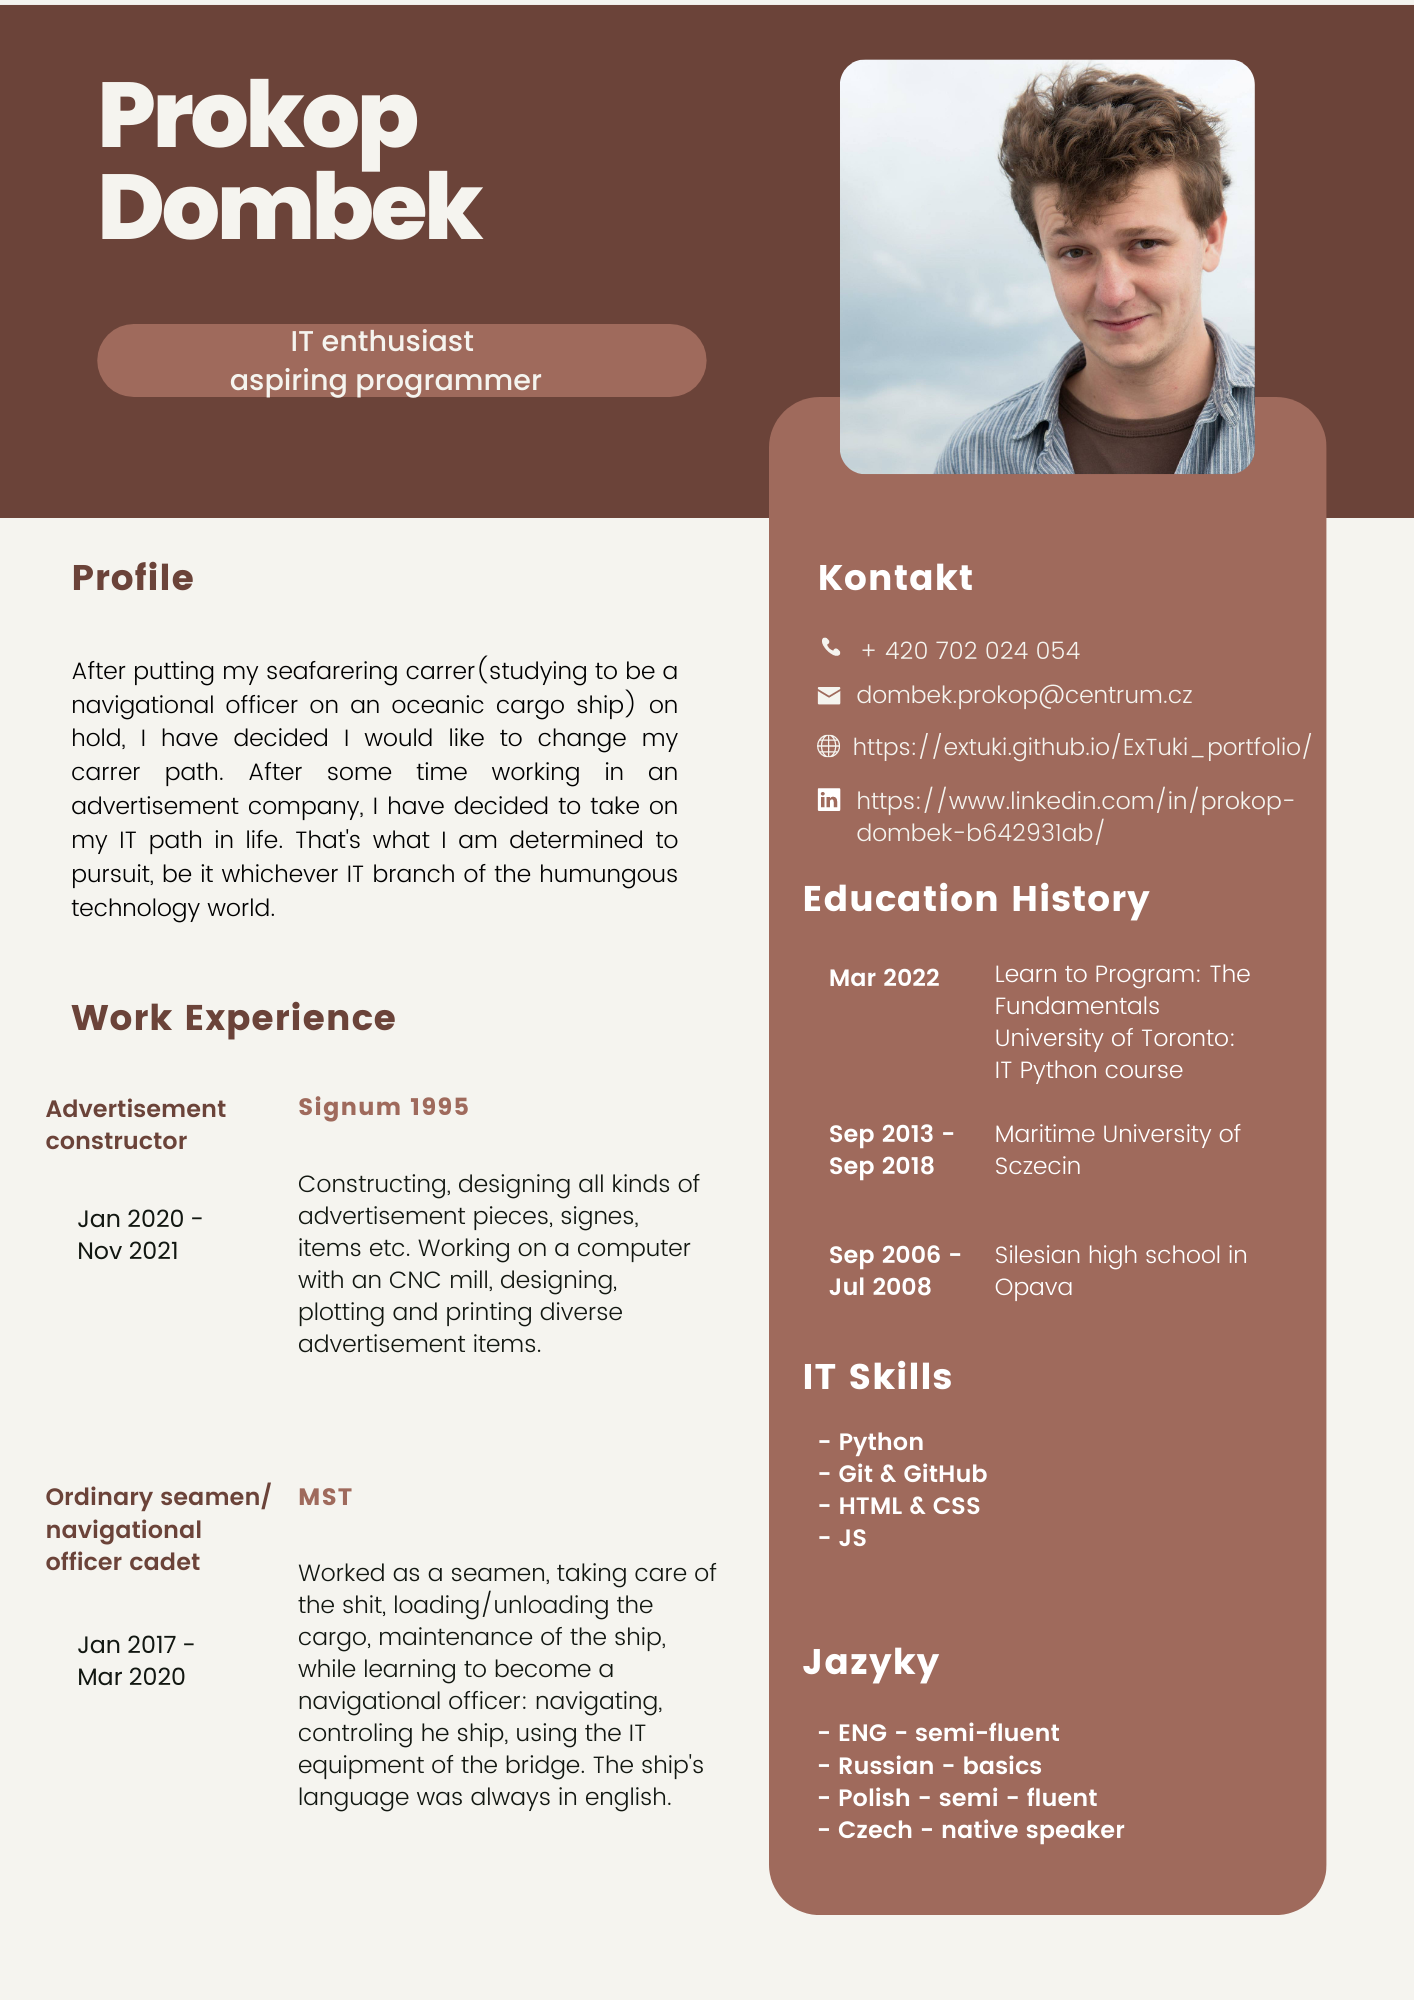 Prokop
Dombek
IT enthusiast
aspiring programmer
Profile
After putting my seafarering carrer(studying to be a
navigational officer on an oceanic cargo ship) on
hold, I have decided I would like to change my
carrer path. After some time working in an
advertisement company, I have decided to take on
my IT path in life. That's what I am determined to
pursuit, be it whichever IT branch of the humungous
technology world.
Work Experience
Advertisement
constructor
Jan 2020 -
Nov 2021
Signum 1995
Constructing, designing all kinds of
advertisement pieces, signes,
items etc. Working on a computer
with an CNC mill, designing,
plotting and printing diverse
advertisement items.
Ordinary seamen/
navigational
officer cadet
Jan 2017 -
Mar 2020
MST
Worked as a seamen, taking care of
the shit, loading/unloading the
cargo, maintenance of the ship,
while learning to become a
navigational officer: navigating,
controling he ship, using the IT
equipment of the bridge. The ship's
language was always in english.
Kontakt
+ 420 702 024 054
dombek.prokop@centrum.cz
https://extuki.github.io/ExTuki_portfolio/
https://www.linkedin.com/in/prokop-
dombek-b642931ab/
Education History
Mar 2022
Learn to Program: The
Fundamentals
University of Toronto:
IT Python course
Sep 2013 -
Sep 2018
Maritime University of
Sczecin
Sep 2006 -
Jul 2008
Silesian high school in
Opava
IT Skills
- Python
- Git & GitHub
- HTML & CSS
- JS
Jazyky
- ENG - semi-fluent
- Russian - basics
- Polish - semi - fluent
- Czech - native speaker